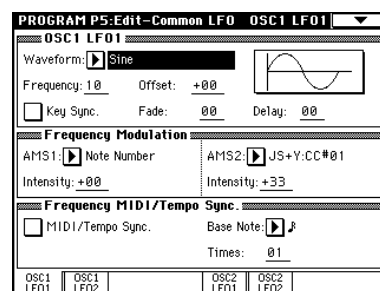 PROGRAM P5:Edit-Common LFO OSC1 LFO1
OSC1 LFO1
Waveform: Sine
Frequency: 10 Offset: +00
Key Sync. Fade: 00 Delay: 00
Frequency Modulation
AMS1: Note Number AMS2: JS+Y:CC#01
Intensity: +00 Intensity: +33
Frequency MIDI/Tempo Sync.
MIDI/Tempo Sync. Base Note: ♪
Times: 01
OSC1 LFO1 OSC1 LFO2 OSC2 LFO1 OSC2 LFO2